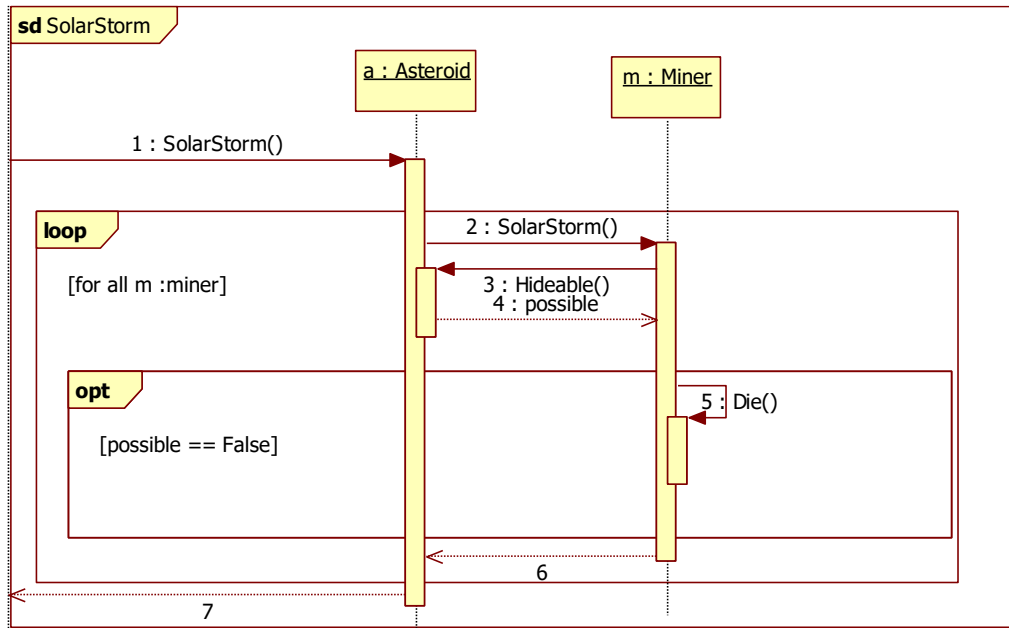 sd SolarStorm
a : Asteroid
m : Miner
1 : SolarStorm()
loop
2 : SolarStorm()
[for all m :miner]
3 : Hideable()
4 : possible
opt
5 : Die()
[possible == False]
6
7